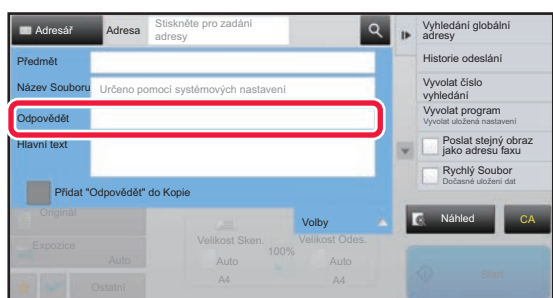 Adresář
Adresa
Stiskněte pro zadání
adresy
Předmět
Název Souboru
Určeno pomocí systémových nastavení
Odpovědět
Hlavní text
Přidat "Odpovědět" do Kopie
Originál
Expozice
Auto
Ostatní
Velikost Sken.
Auto
A4
100%
Volby
Velikost Odes.
Auto
A4
Vyhledání globální
adresy
Historie odeslání
Vyvolat číslo
vyhledání
Vyvolat program
Vyvolat uložená nastavení
Poslat stejný obraz
jako adresu faxu
Rychlý Soubor
Dočasné uložení dat
Náhled
CA
Start